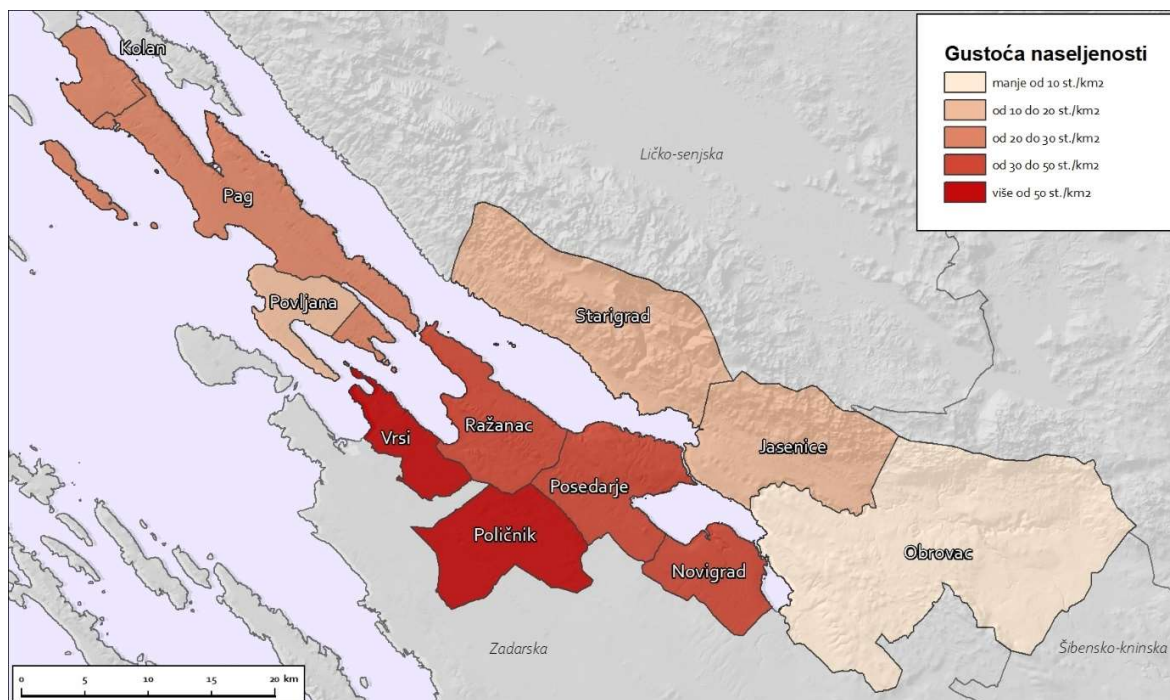 Kolan
Gustoća naseljenosti
manje od 10 st./km2
od 10 do 20 st./km2
od 20 do 30 st./km2
od 30 do 50 st./km2
više od 50 st./km2
Ličko-senjska
Pag
Povljana
Starigrad
Ražanac
Vrsi
Jasenice
Posedarje
Poličnik
Obrovac
Novigrad
Zadarska
Šibensko-kninska
0 5 10 15 20 km